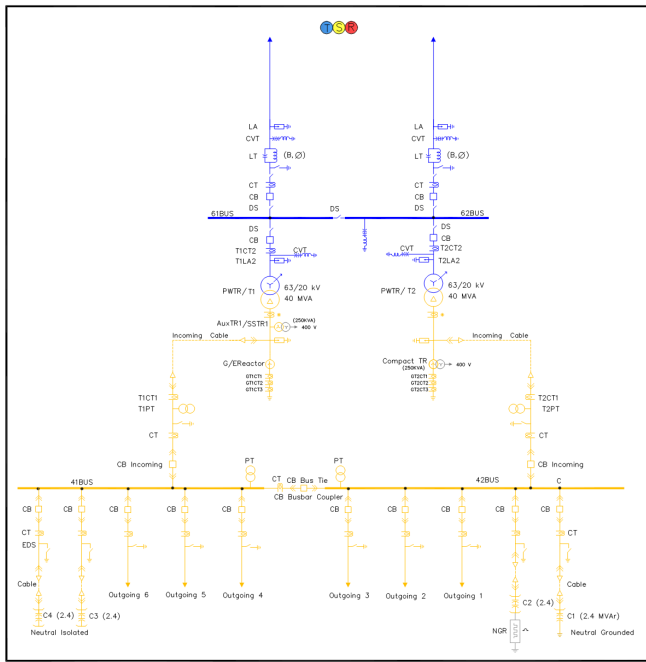 T S R
LA
LA
CVT
CVT
LT (B,Ø)
LT (B,Ø)
CT
CT
CB
CB
DS
DS
DS
61BUS
62BUS
DS
DS
CB
CB
T1CT2
CVT
CVT
T2CT2
T1LA2
T2LA2
63/20 kV
63/20 kV
PWTR/T1
PWTR/T2
40 MVA
40 MVA
AuxTR1/SSTR1
(250KVA)
400 V
Incoming Cable
Incoming Cable
G/EReactor
Compact TR
(250KVA)
400 V
GT1CT1
GT1CT2
GT1CT3
GT2CT1
GT2CT2
GT2CT3
T1CT1
T2CT1
T1PT
T2PT
CT
CT
CB Incoming
CB Incoming
PT
PT
CT
CB Bus Tie
41BUS
42BUS
C
CB Busbar Coupler
CB
CB
CB
CB
CB
CB
CB
CB
CB
CB
CT
CT
EDS
Cable
Cable
Outgoing 6
Outgoing 5
Outgoing 4
Outgoing 3
Outgoing 2
Outgoing 1
C4 (2.4)
C3 (2.4)
C2 (2.4)
C1 (2.4 MVAr)
Neutral Isolated
NGR
Neutral Grounded